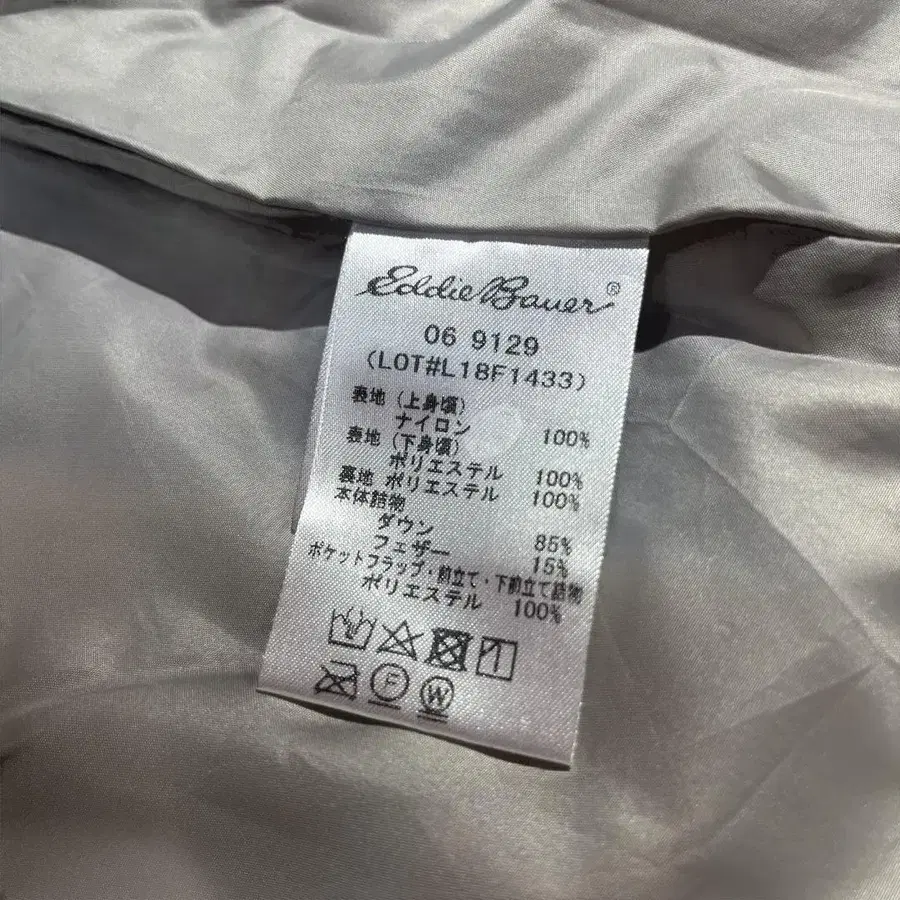 Eddie Bauer®
06 9129
(LOT#L18F1433)
表地（上身頃）
ナイロン 100%
表地（下身頃）
ポリエステル 100%
裏地 ポリエステル 100%
本体詰物
ダウン 85%
フェザー 15%
ポケットフラップ・前立て・下前立て詰物
ポリエステル 100%
F W